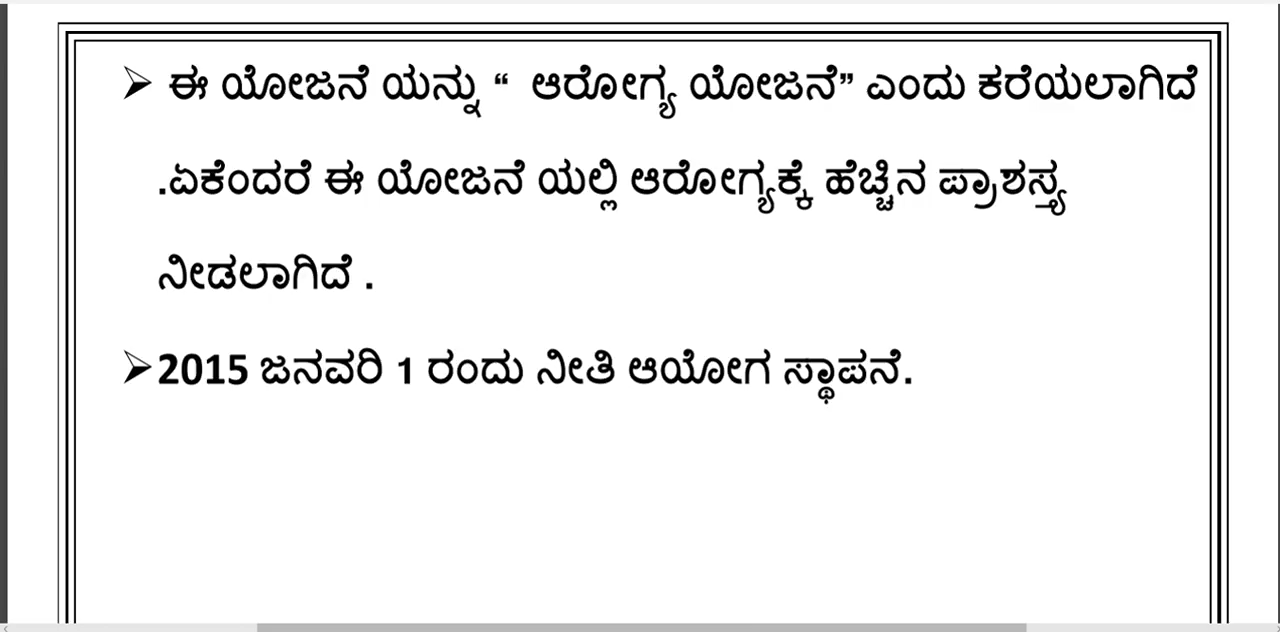 ➢ ಈ ಯೋಜನೆ ಯನ್ನು “ ಆರೋಗ್ಯ ಯೋಜನೆ” ಎಂದು ಕರೆಯಲಾಗಿದೆ
.ಏಕೆಂದರೆ ಈ ಯೋಜನೆ ಯಲ್ಲಿ ಆರೋಗ್ಯಕ್ಕೆ ಹೆಚ್ಚಿನ ಪ್ರಾಶಸ್ತ್ಯ
ನೀಡಲಾಗಿದೆ .
➢2015 ಜನವರಿ 1 ರಂದು ನೀತಿ ಆಯೋಗ ಸ್ಥಾಪನೆ.